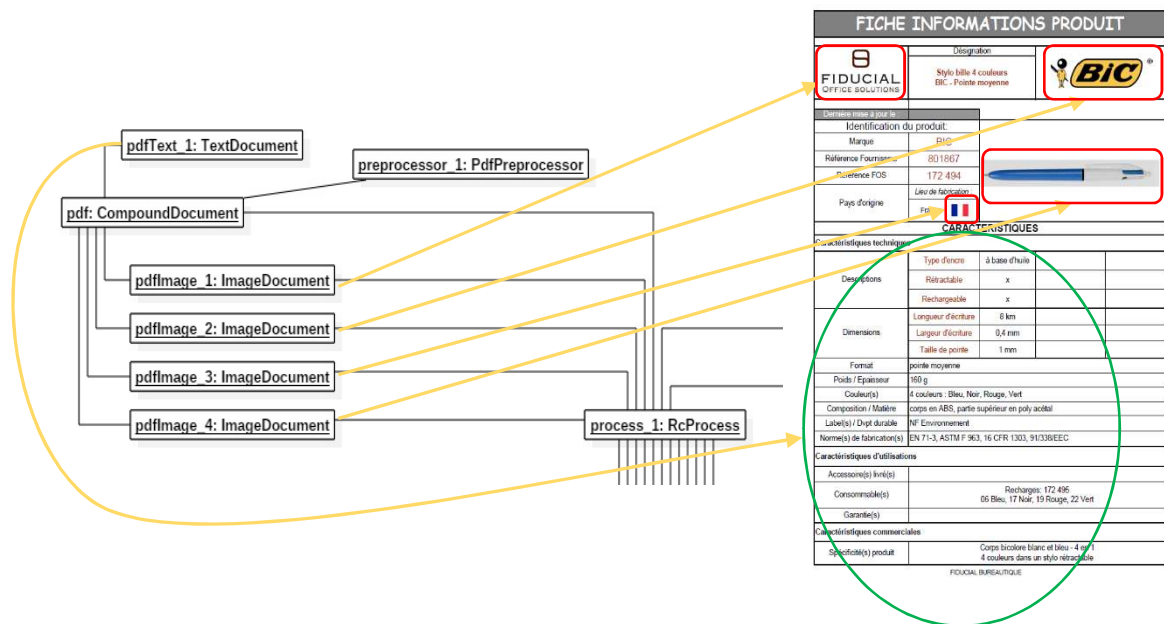 pdfText_1: TextDocument
preprocessor_1: PdfPreprocessor
pdf: CompoundDocument
pdfImage_1: ImageDocument
pdfImage_2: ImageDocument
pdfImage_3: ImageDocument
pdfImage_4: ImageDocument
process_1: RcProcess
FICHE INFORMATIONS PRODUIT
FIDUCIAL
OFFICE SOLUTIONS
Désignation
Stylo bille 4 couleurs
BIC - Pointe moyenne
BiC ®
Dernière mise à jour le
Identification du produit:
Marque
BIC
Référence Fournisseur 801867
Référence FOS 172 494
Pays d'origine
Lieu de fabrication :
CARACTERISTIQUES
Caractéristiques techniques
Descriptions
Type d'encre à base d'huile
Rétractable x
Rechargeable x
Dimensions
Longueur d'écriture 8 km
Largeur d'écriture 0,4 mm
Taille de pointe 1 mm
Format pointe moyenne
Poids / Epaisseur 160 g
Couleur(s) 4 couleurs : Bleu, Noir, Rouge, Vert
Composition / Matière corps en ABS, partie supérieur en poly acétal
Label(s) / Dvpt durable NF Environnement
Norme(s) de fabrication(s) EN 71-3, ASTM F 963, 16 CFR 1303, 91/338/EEC
Caractéristiques d'utilisations
Accessoire(s) livré(s)
Consommable(s)
Recharges: 172 495
06 Bleu, 17 Noir, 19 Rouge, 22 Vert
Garantie(s)
Caractéristiques commerciales
Spécificité(s) produit
Corps bicolore blanc et bleu - 4 en 1
4 couleurs dans un stylo rétractable
FIDUCIAL BUREAUTIQUE